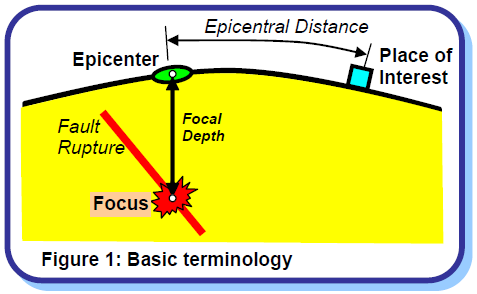 Epicentral Distance
Epicenter
Place of
Interest
Focal
Depth
Fault
Rupture
Focus
Figure 1: Basic terminology